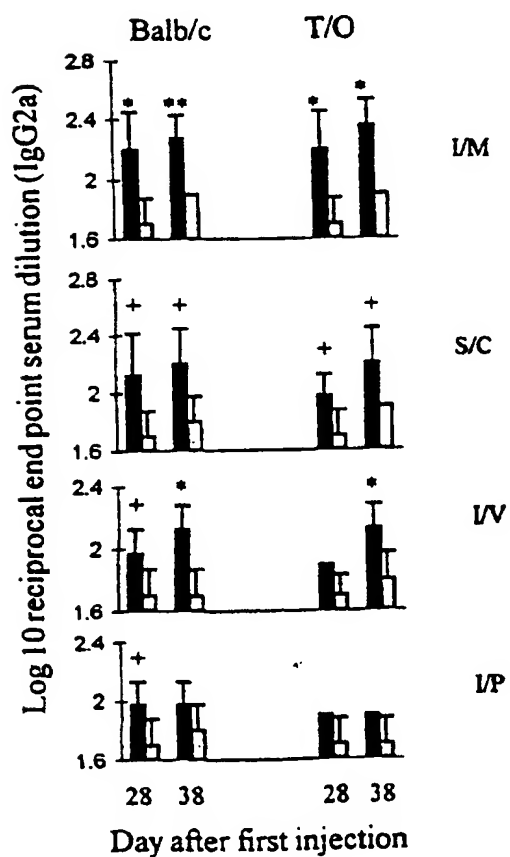 Balb/c T/O
Log 10 reciprocal end point serum dilution (IgG2a)
2.8
* ** * *
2.4
I/M
2
1.6
2.8
+ + + +
S/C
2.4
2
1.6
2.4
+ * *
I/V
2
1.6
2.4
+
I/P
2
1.6
28 38 28 38
Day after first injection